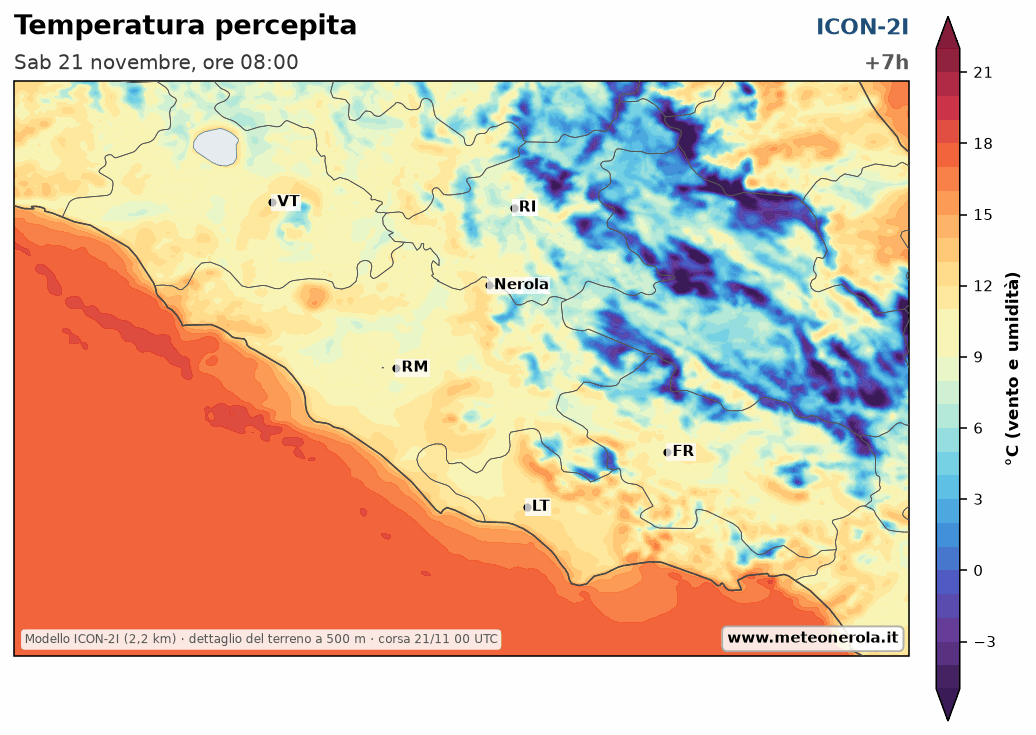 Temperatura percepita
ICON-2I
Sab 21 novembre, ore 08:00
+7h
21
18
15
12
9
6
3
0
−3
°C (vento e umidità)
VT
RI
Nerola
RM
FR
LT
Modello ICON-2I (2,2 km) · dettaglio del terreno a 500 m · corsa 21/11 00 UTC
www.meteonerola.it